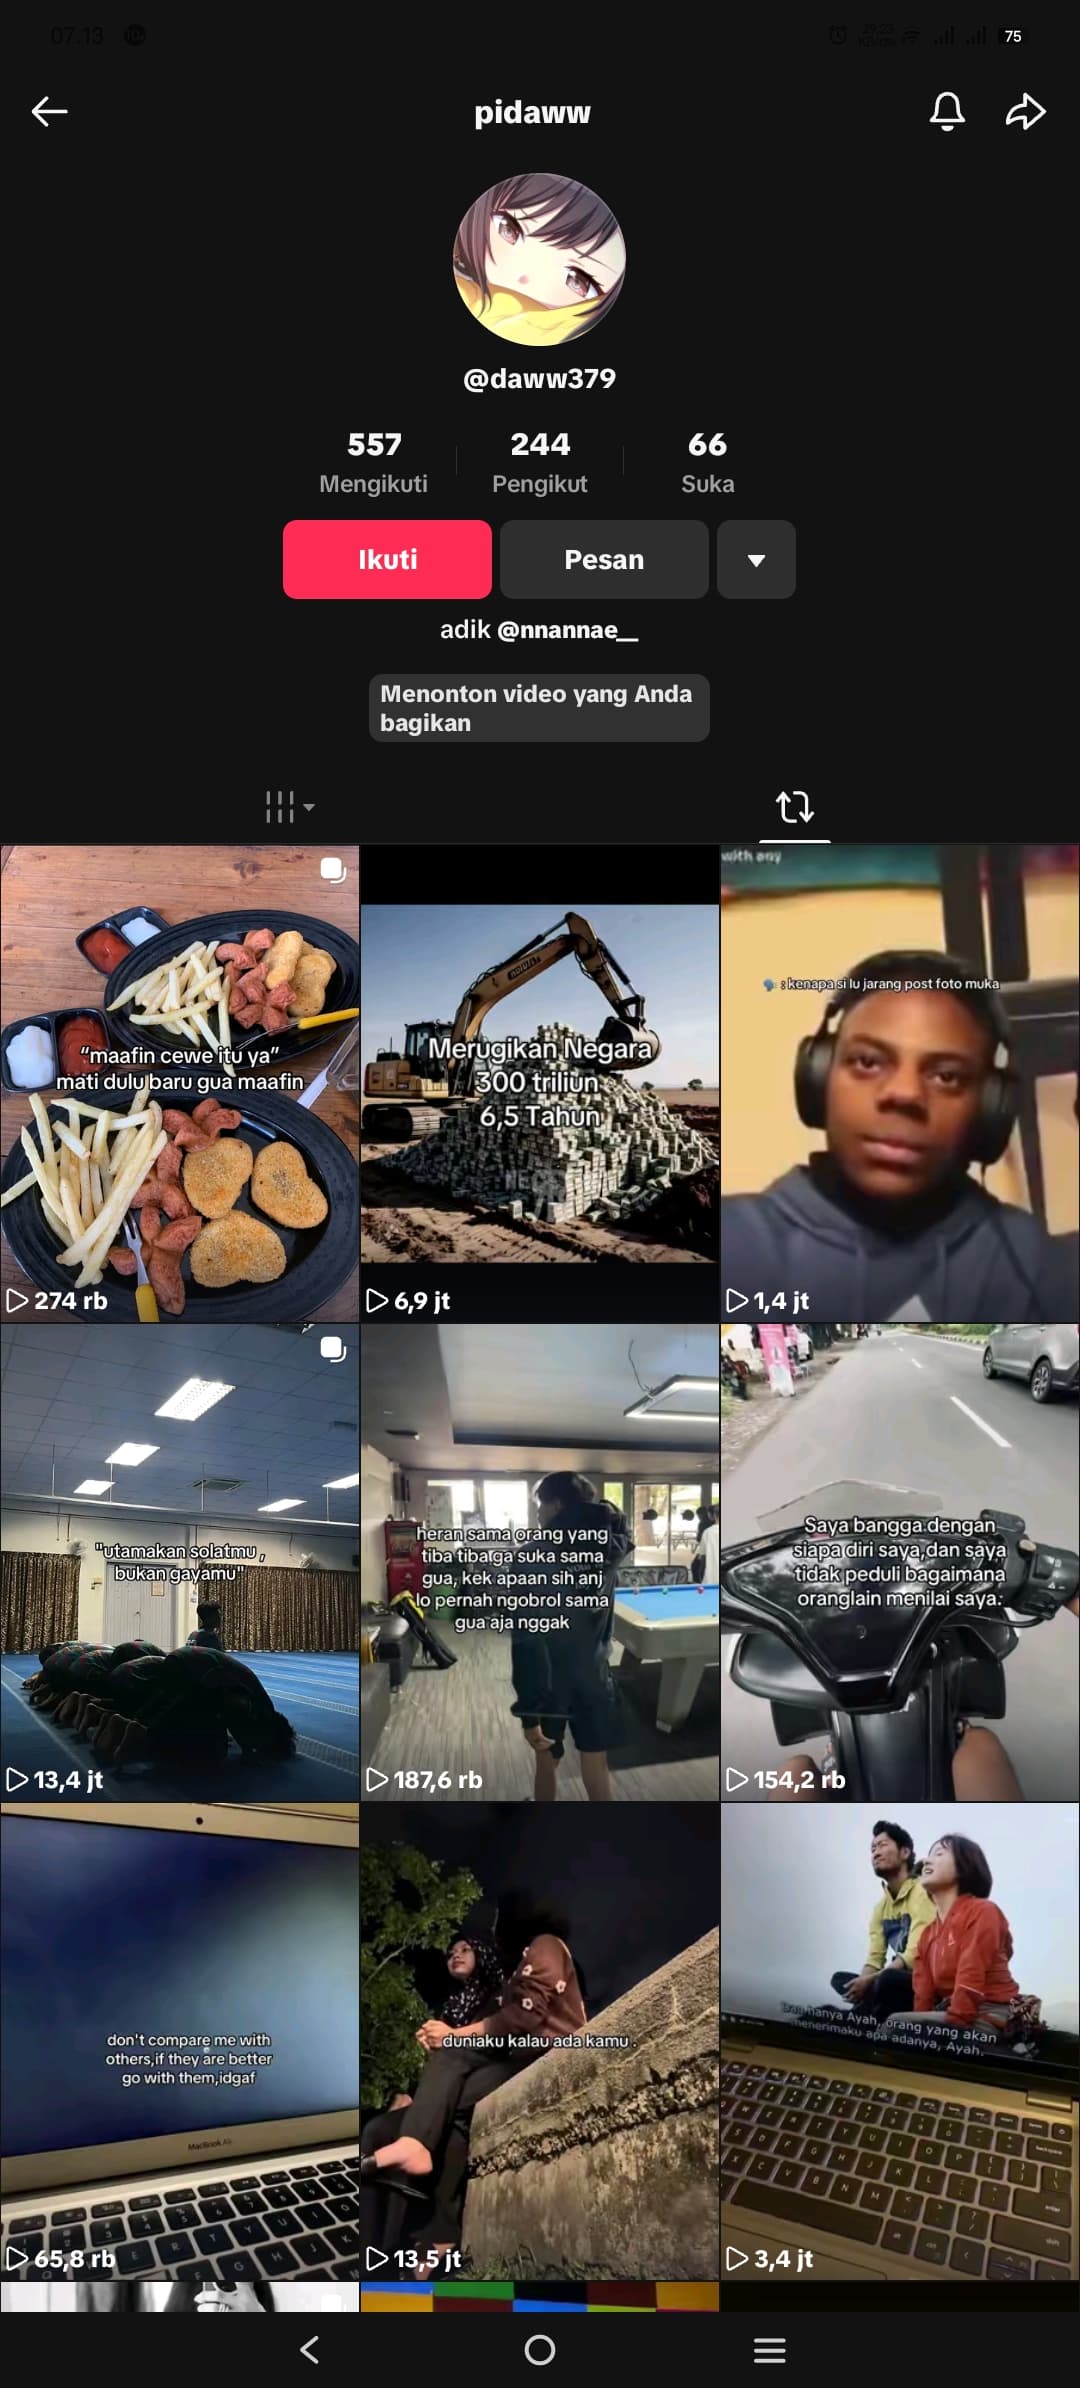 07.13
75
pidaww
@daww379
557
Mengikuti
244
Pengikut
66
Suka
Ikuti
Pesan
adik @nnannae__
Menonton video yang Anda
bagikan
"maafin cewe itu ya"
mati dulu baru gua maafin
274 rb
Merugikan Negara
300 triliun
6,5 Tahun
6,9 jt
with any
: kenapa si lu jarang post foto muka
1,4 jt
"utamakan solatmu,
bukan gayamu"
13,4 jt
heran sama orang yang
tiba tibalga suka sama
gua, kek apaan sih anj
lo pernah ngobrol sama
gua aja nggak
187,6 rb
Saya bangga dengan
siapa diri saya,dan saya
tidak peduli bagaimana
oranglain menilai saya.
154,2 rb
don't compare me with
others,if they are better
go with them,idgaf
MacBook Air
65,8 rb
duniaku kalau ada kamu .
13,5 jt
hanya Ayah, orang yang akan
menerimaku apa adanya, Ayah.
3,4 jt